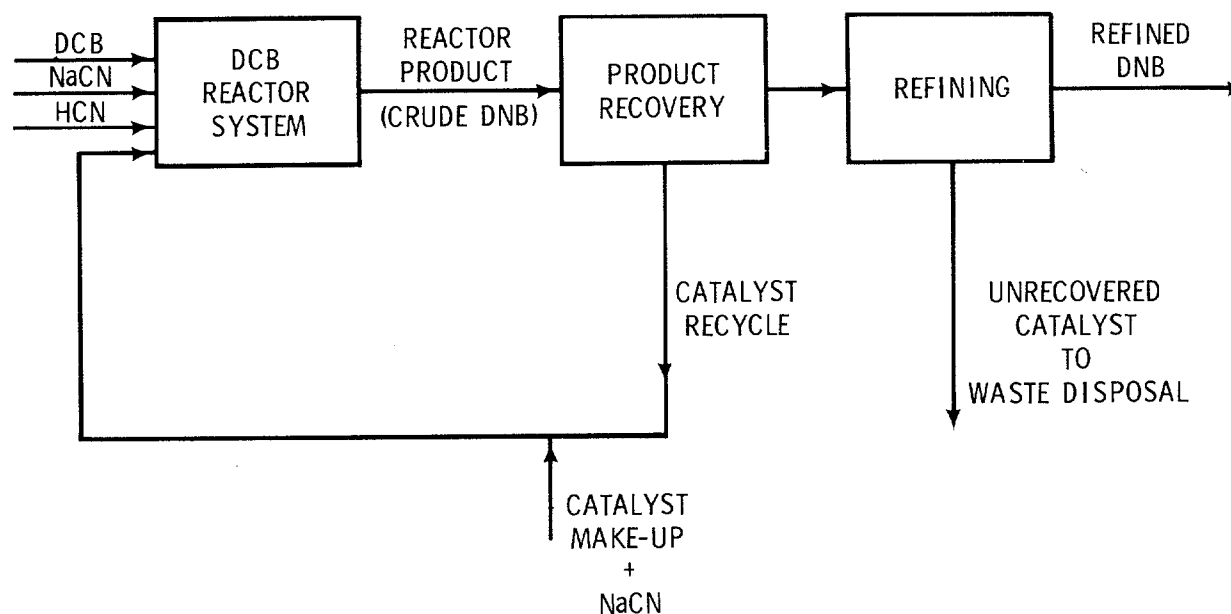 DCB
NaCN
HCN
DCB
REACTOR
SYSTEM
REACTOR
PRODUCT
(CRUDE DNB)
PRODUCT
RECOVERY
REFINING
REFINED
DNB
CATALYST
RECYCLE
UNRECOVERED
CATALYST
TO
WASTE DISPOSAL
CATALYST
MAKE-UP
+
NaCN